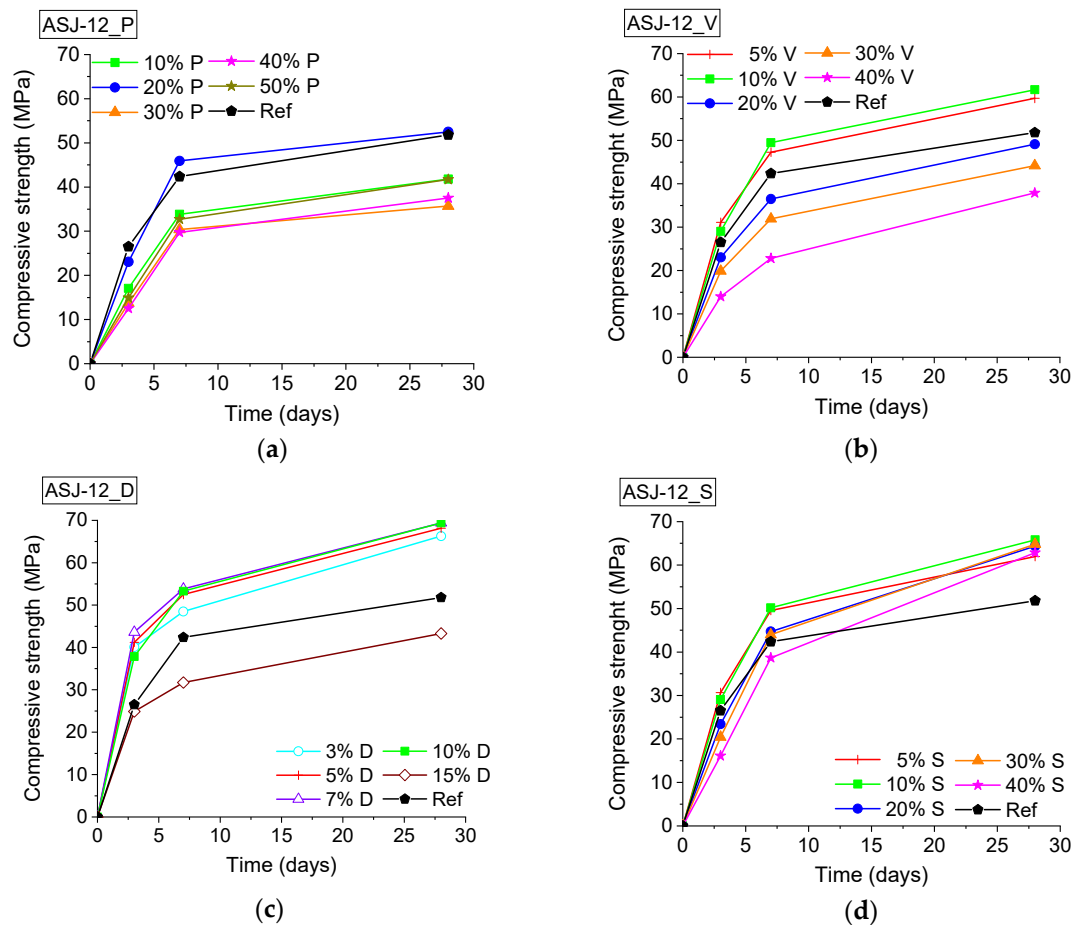 ASJ-12_P
Compressive strength (MPa)
70
60
50
40
30
20
10
0
10% P
20% P
30% P
40% P
50% P
Ref
0 5 10 15 20 25 30
Time (days)
(a)
ASJ-12_V
Compressive strenght (MPa)
70
60
50
40
30
20
10
0
5% V
10% V
20% V
30% V
40% V
Ref
0 5 10 15 20 25 30
Time (days)
(b)
ASJ-12_D
Compressive strength (MPa)
70
60
50
40
30
20
10
0
3% D
5% D
7% D
10% D
15% D
Ref
0 5 10 15 20 25 30
Time (days)
(c)
ASJ-12_S
Compressive strenght (MPa)
70
60
50
40
30
20
10
0
5% S
10% S
20% S
30% S
40% S
Ref
0 5 10 15 20 25 30
Time (days)
(d)